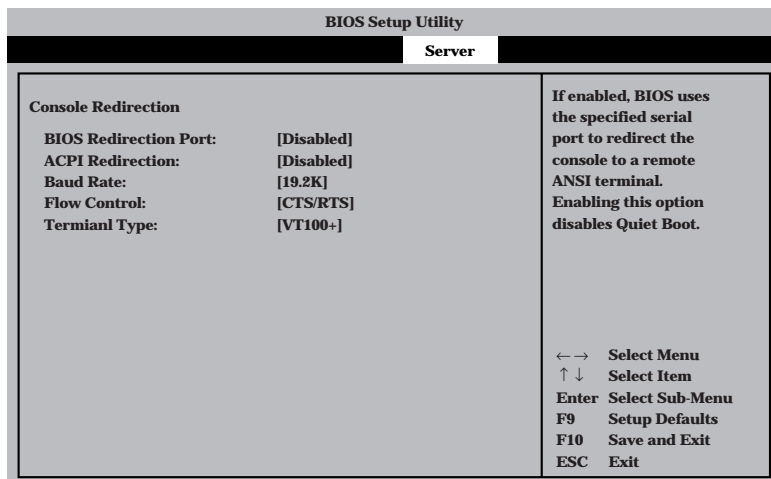 BIOS Setup Utility
Server
Console Redirection
BIOS Redirection Port: [Disabled]
ACPI Redirection: [Disabled]
Baud Rate: [19.2K]
Flow Control: [CTS/RTS]
Termianl Type: [VT100+]
If enabled, BIOS uses
the specified serial
port to redirect the
console to a remote
ANSI terminal.
Enabling this option
disables Quiet Boot.
←→ Select Menu
↑↓ Select Item
Enter Select Sub-Menu
F9 Setup Defaults
F10 Save and Exit
ESC Exit